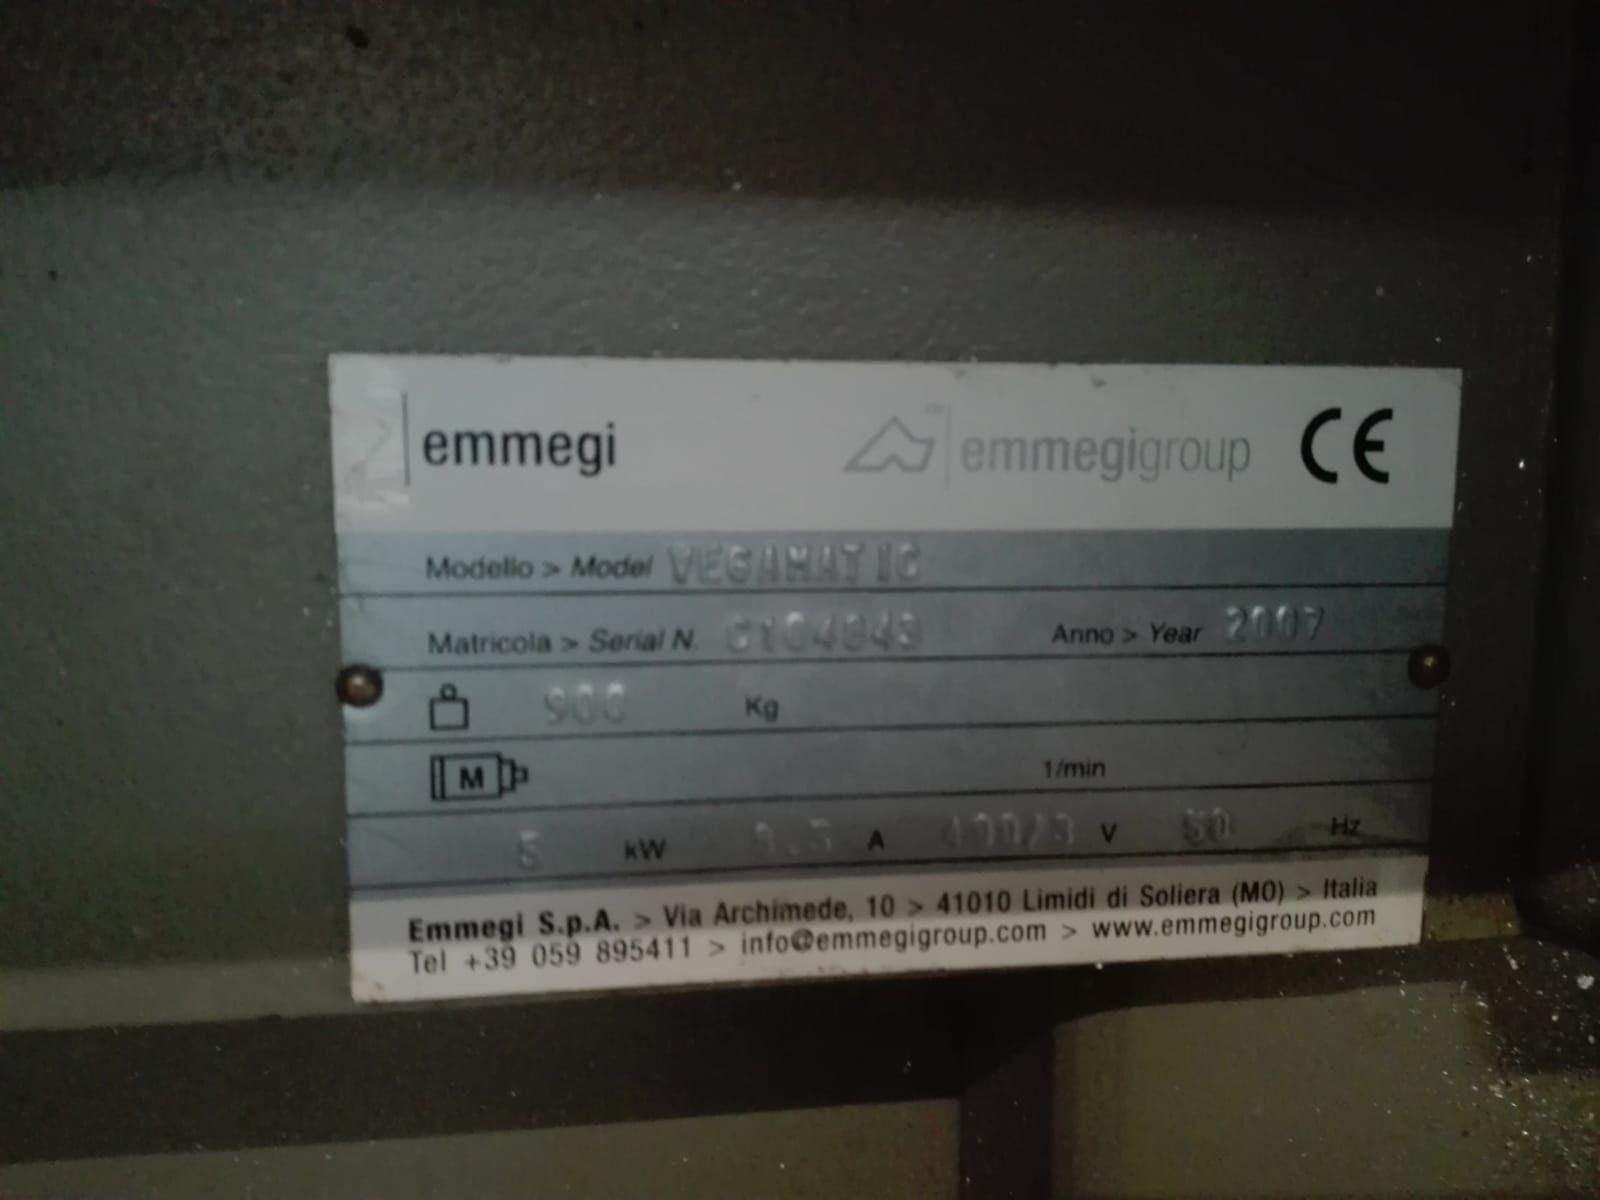 emmegi emmegigroup CE
Modello > Model VEGAMATIC
Matricola > Serial N. Anno > Year 2007
900 Kg
M 1/min
5 kW A 400/3 V 50 Hz
Emmegi S.p.A. > Via Archimede, 10 > 41010 Limidi di Soliera (MO) > Italia
Tel +39 059 895411 > info@emmegigroup.com > www.emmegigroup.com